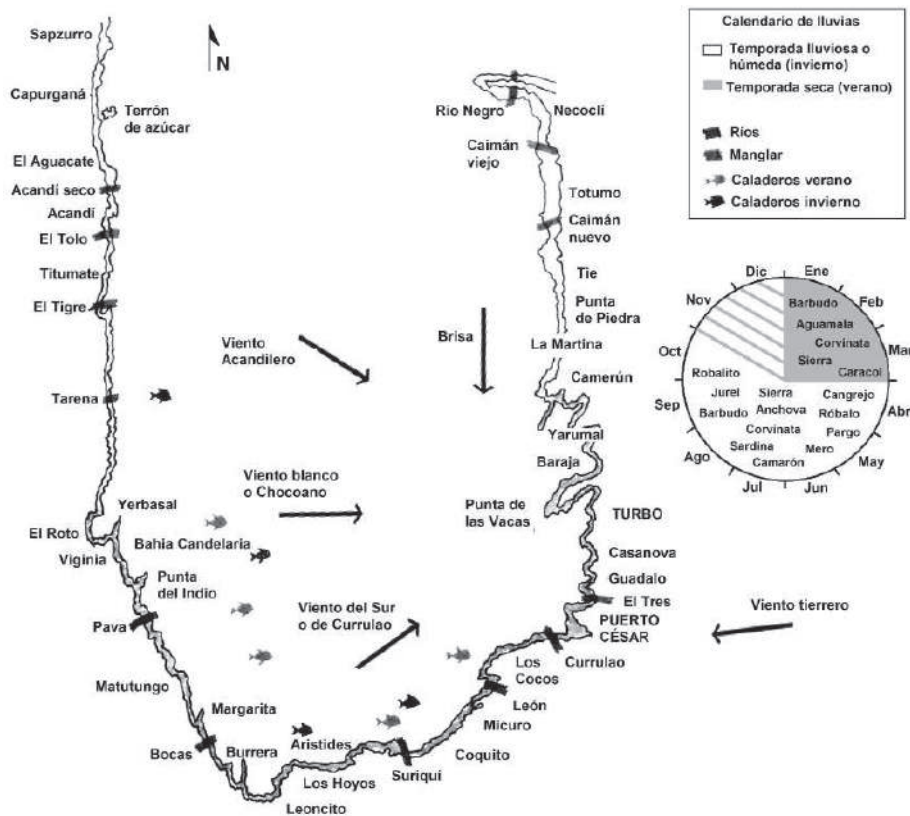 Sapzurro
Capurganá
Terrón
de azúcar
El Aguacate
Acandí seco
Acandí
El Tolo
Titumate
El Tigre
Tarena
Yerbasal
El Roto
Bahia Candelaria
Viginia
Punta
del Indio
Pava
Matutungo
Margarita
Bocas
Burrera
Aristides
Los Hoyos
Leoncito
Suriquí
Coquito
Micuro
León
Los
Cocos
Currulao
PUERTO
CÉSAR
El Tres
Guadalo
Casanova
TURBO
Punta de
las Vacas
Baraja
Yarumal
Camerún
La Martina
Punta
de Piedra
Tie
Caimán
nuevo
Totumo
Caimán
viejo
Río Negro
Necoclí
N
Viento
Acandilero
Brisa
Viento blanco
o Chocoano
Viento del Sur
o de Currulao
Viento tierrero
Calendario de lluvias
Temporada lluviosa o
húmeda (invierno)
Temporada seca (verano)
Ríos
Manglar
Caladeros verano
Caladeros invierno
Dic
Ene
Nov
Feb
Oct
Mar
Sep
Abr
Ago
May
Jul
Jun
Barbudo
Aguamala
Corvinata
Sierra
Caracol
Robalito
Jurel
Sierra
Cangrejo
Barbudo
Anchova
Róbalo
Corvinata
Pargo
Sardina
Mero
Camarón